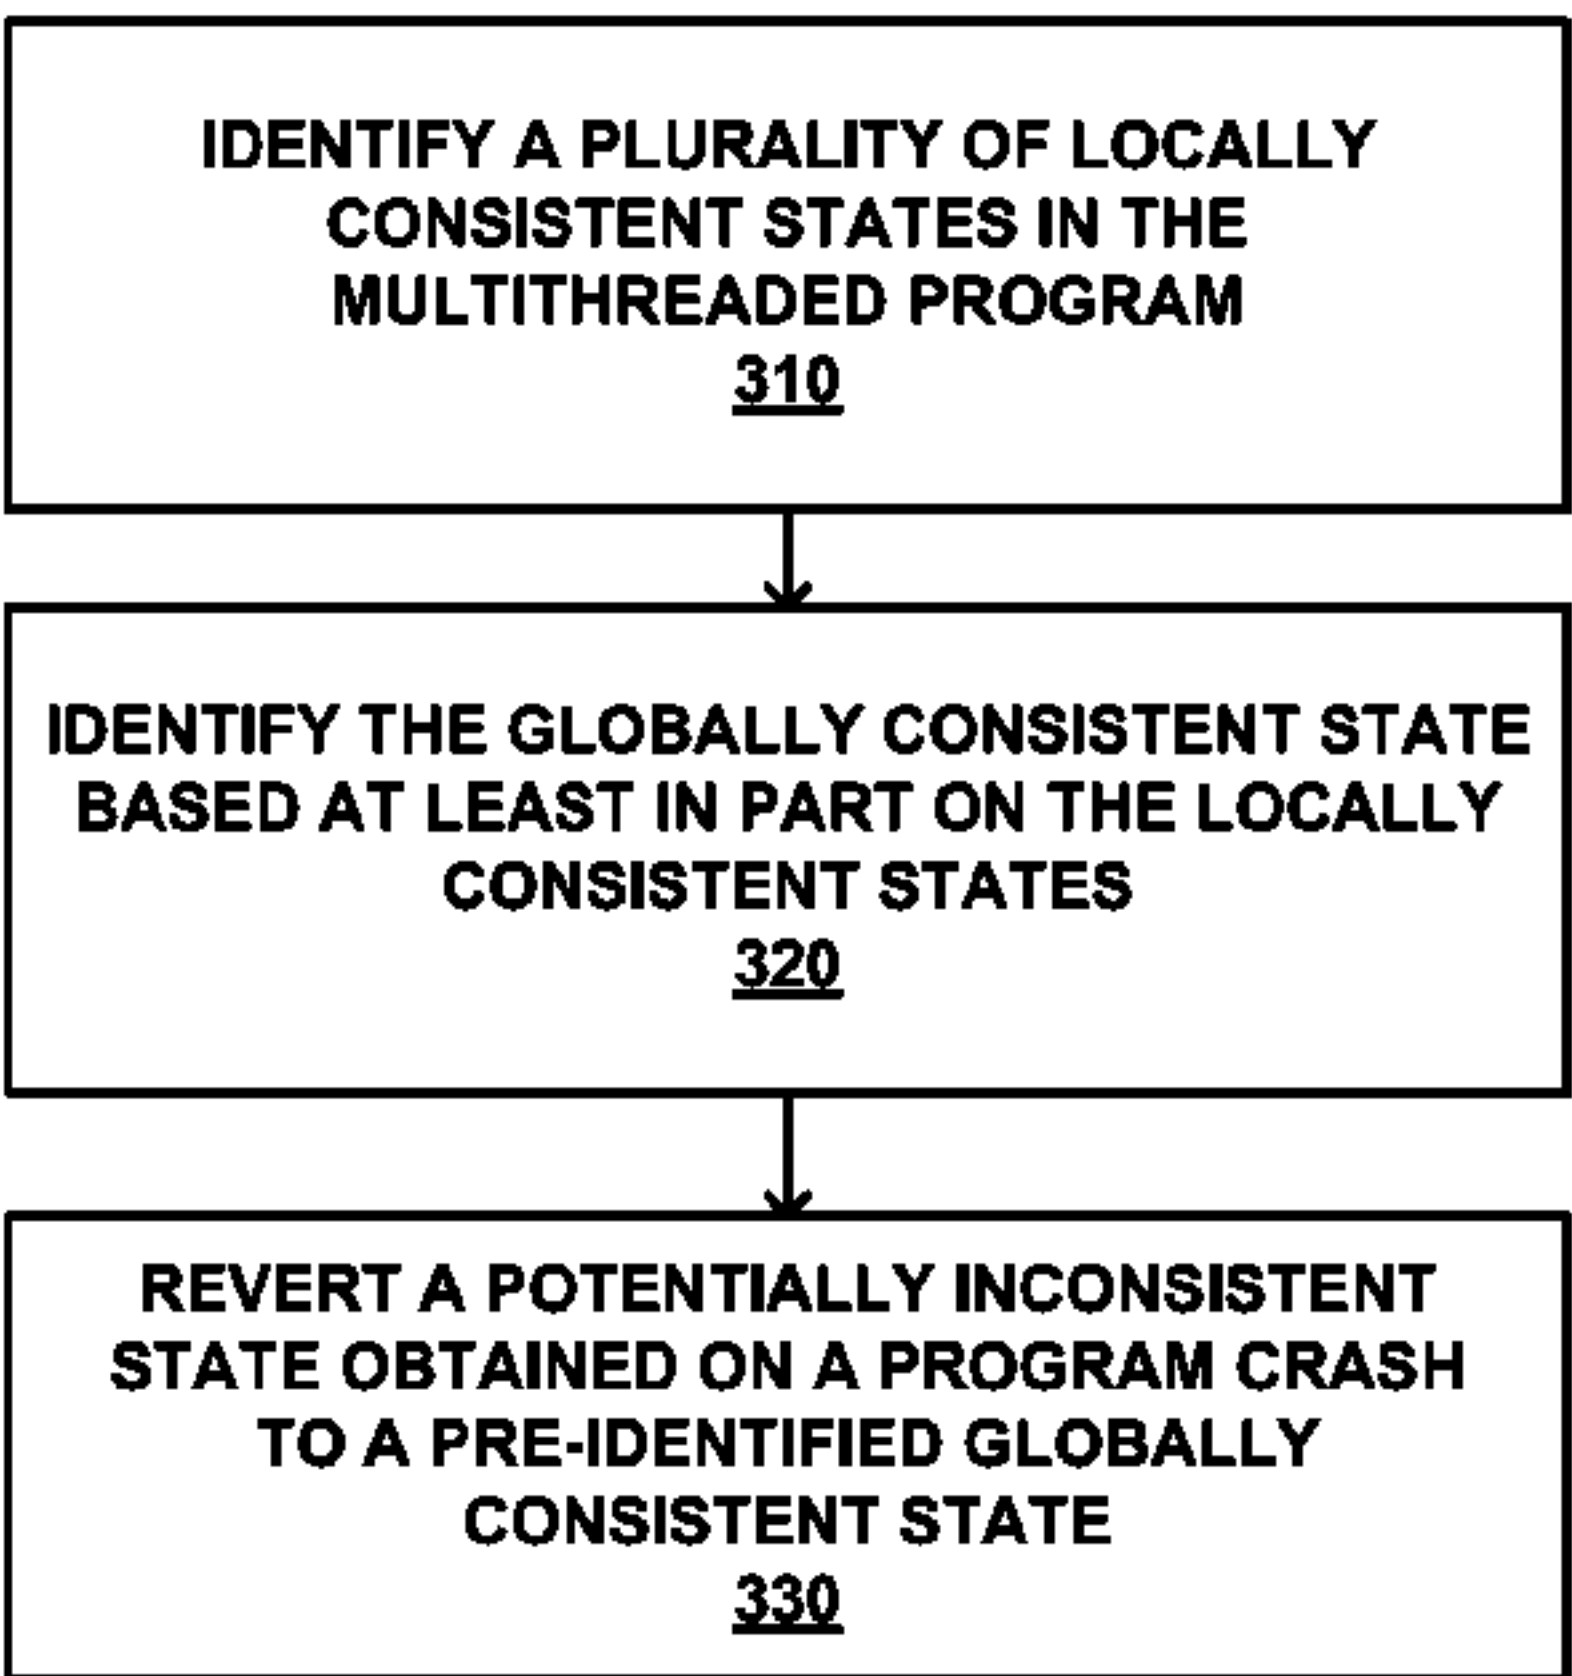 IDENTIFY A PLURALITY OF LOCALLY
CONSISTENT STATES IN THE
MULTITHREADED PROGRAM
310
IDENTIFY THE GLOBALLY CONSISTENT STATE
BASED AT LEAST IN PART ON THE LOCALLY
CONSISTENT STATES
320
REVERT A POTENTIALLY INCONSISTENT
STATE OBTAINED ON A PROGRAM CRASH
TO A PRE-IDENTIFIED GLOBALLY
CONSISTENT STATE
330